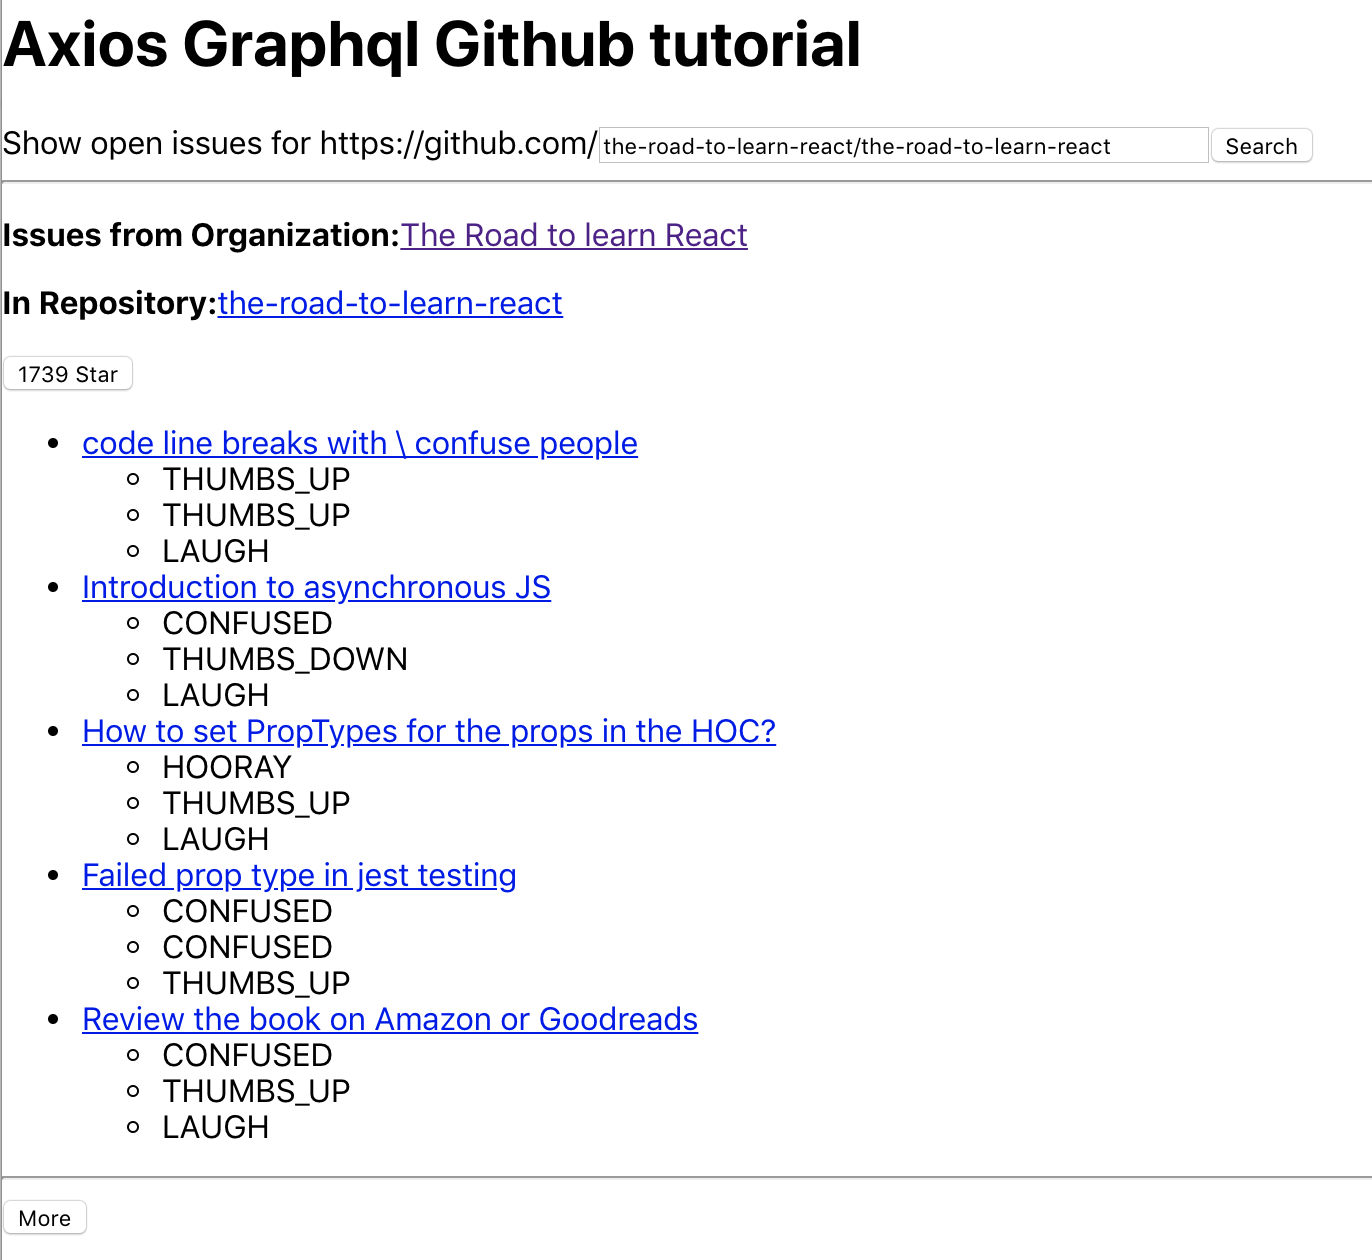 Axios Graphql Github tutorial
Show open issues for https://github.com/ the-road-to-learn-react/the-road-to-learn-react Search
Issues from Organization:The Road to learn React
In Repository:the-road-to-learn-react
1739 Star
code line breaks with \ confuse people
THUMBS_UP
THUMBS_UP
LAUGH
Introduction to asynchronous JS
CONFUSED
THUMBS_DOWN
LAUGH
How to set PropTypes for the props in the HOC?
HOORAY
THUMBS_UP
LAUGH
Failed prop type in jest testing
CONFUSED
CONFUSED
THUMBS_UP
Review the book on Amazon or Goodreads
CONFUSED
THUMBS_UP
LAUGH
More